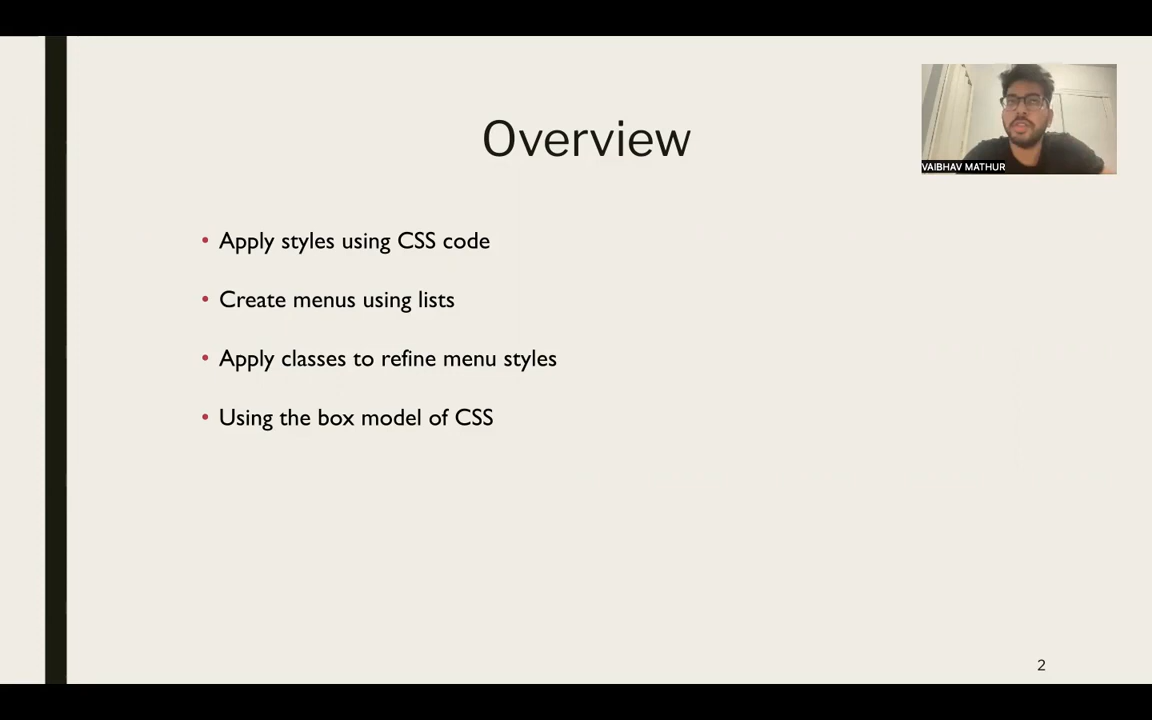 Overview
VAIBHAV MATHUR
• Apply styles using CSS code
• Create menus using lists
• Apply classes to refine menu styles
• Using the box model of CSS
2